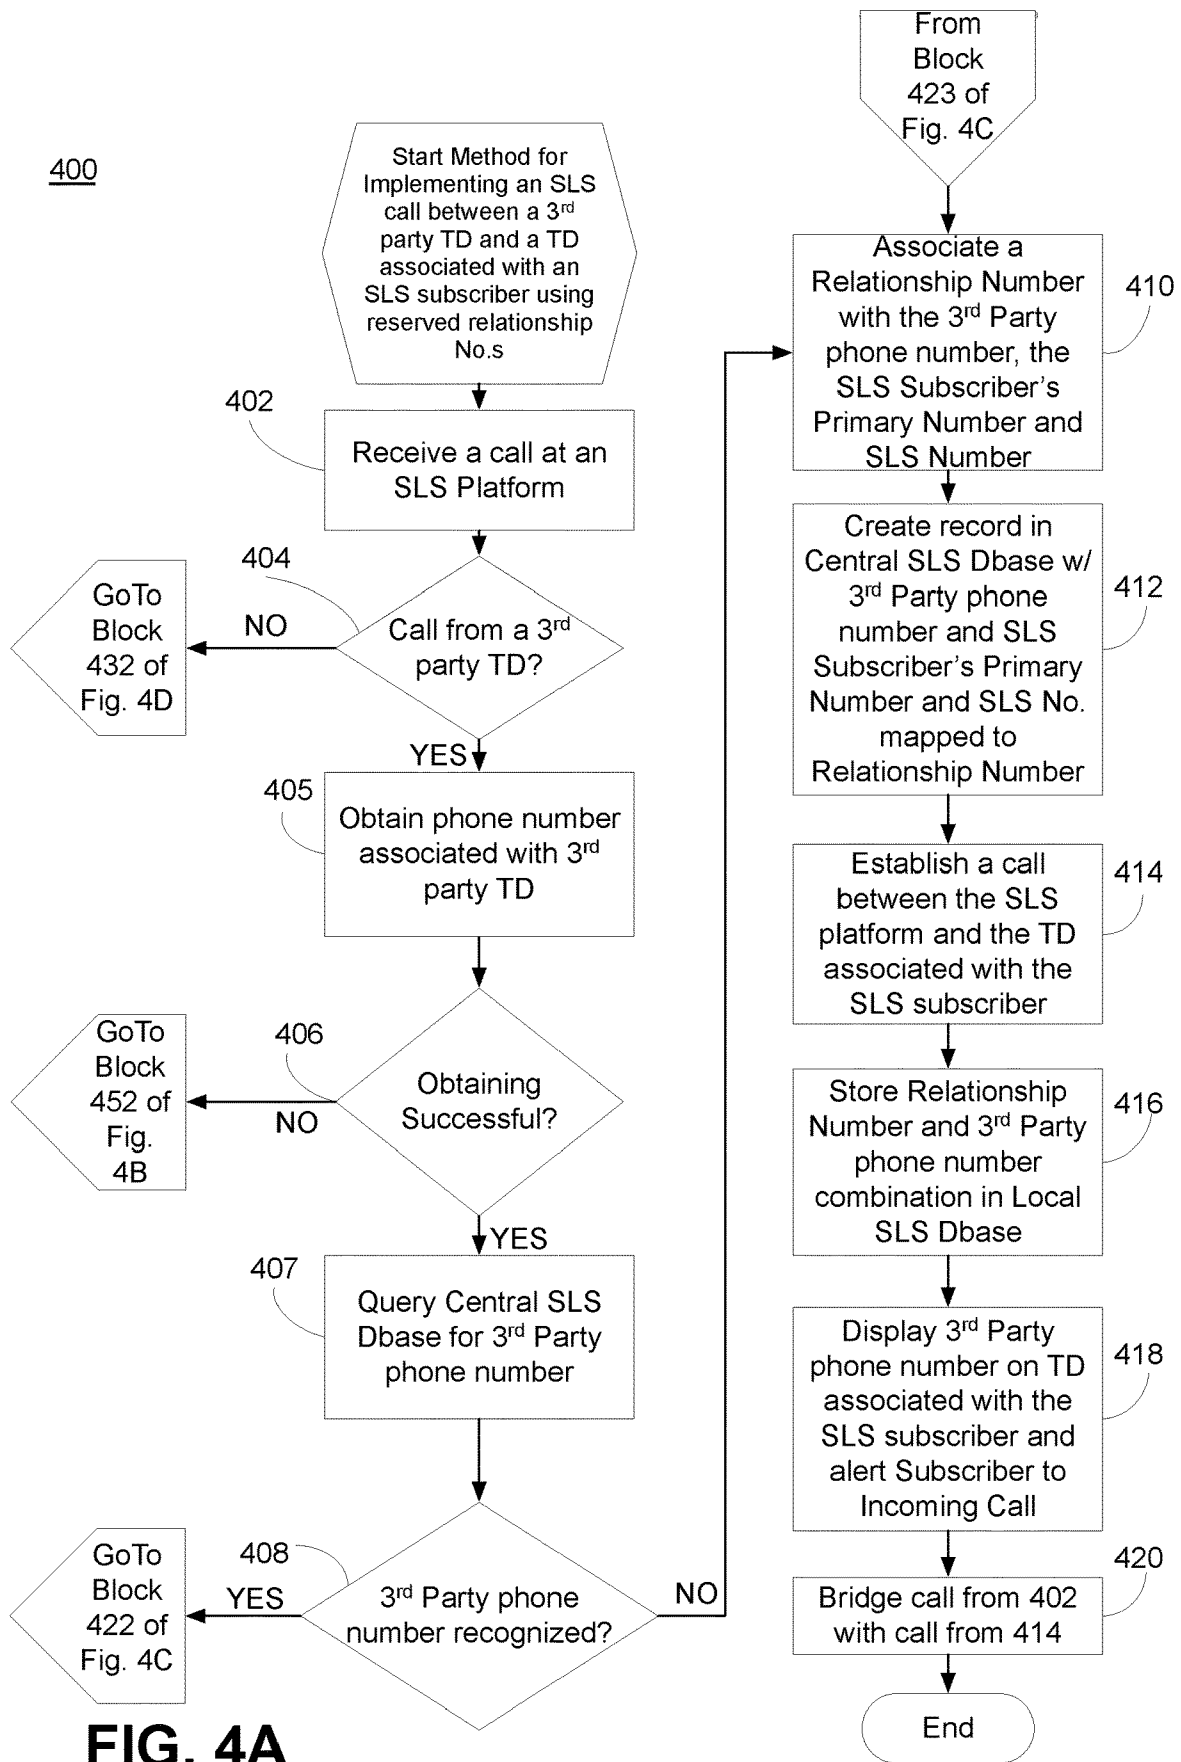 400
Start Method for
Implementing an SLS
call between a 3rd
party TD and a TD
associated with an
SLS subscriber using
reserved relationship
No.s
402
Receive a call at an
SLS Platform
404
Call from a 3rd
party TD?
NO
GoTo
Block
432 of
Fig. 4D
YES
405
Obtain phone number
associated with 3rd
party TD
406
Obtaining
Successful?
NO
GoTo
Block
452 of
Fig.
4B
YES
407
Query Central SLS
Dbase for 3rd Party
phone number
408
3rd Party phone
number recognized?
YES
GoTo
Block
422 of
Fig. 4C
NO
From
Block
423 of
Fig. 4C
Associate a
Relationship Number
with the 3rd Party
phone number, the
SLS Subscriber's
Primary Number and
SLS Number
410
Create record in
Central SLS Dbase w/
3rd Party phone
number and SLS
Subscriber's Primary
Number and SLS No.
mapped to
Relationship Number
412
Establish a call
between the SLS
platform and the TD
associated with the
SLS subscriber
414
Store Relationship
Number and 3rd Party
phone number
combination in Local
SLS Dbase
416
Display 3rd Party
phone number on TD
associated with the
SLS subscriber and
alert Subscriber to
Incoming Call
418
Bridge call from 402
with call from 414
420
End
FIG. 4A